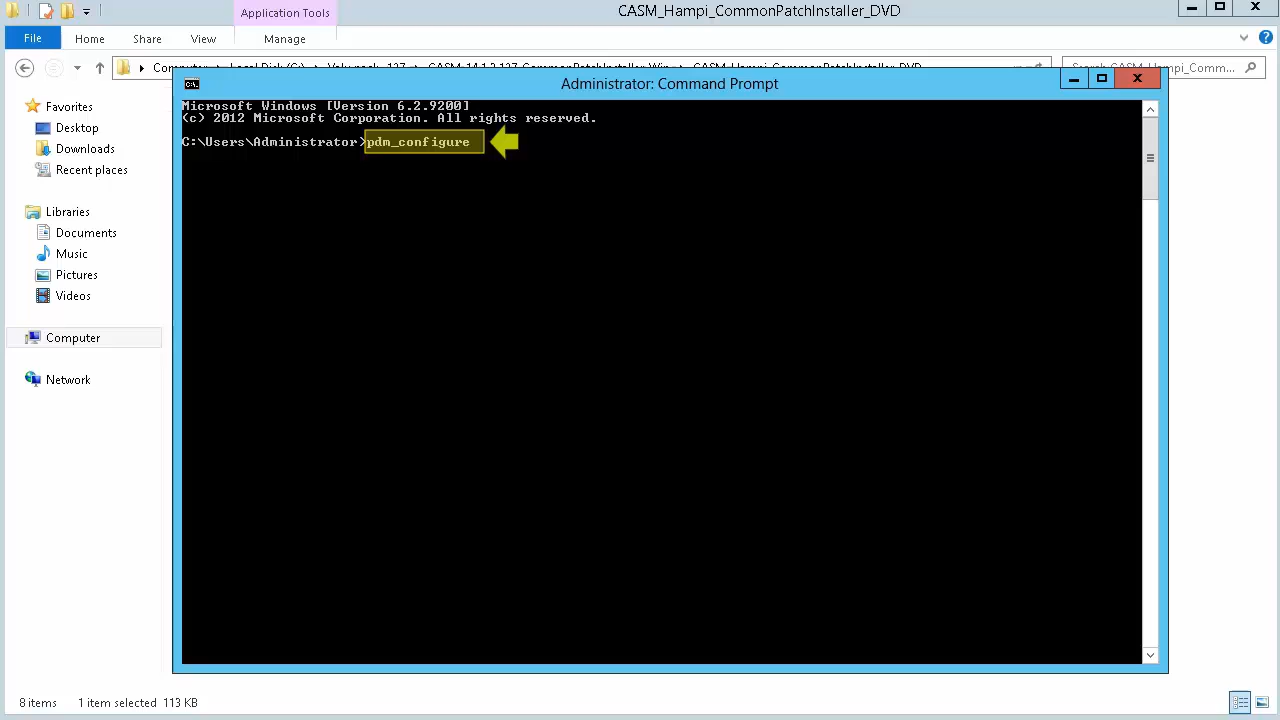 Application Tools
CASM_Hampi_CommonPatchInstaller_DVD
File
Home
Share
View
Manage
Search CASM_Hampi_Comm...
Administrator: Command Prompt
Favorites
Desktop
Downloads
Recent places
Libraries
Documents
Music
Pictures
Videos
Computer
Network
Microsoft Windows [Version 6.2.9200]
(c) 2012 Microsoft Corporation. All rights reserved.
C:\Users\Administrator>pdm_configure
8 items
1 item selected 113 KB